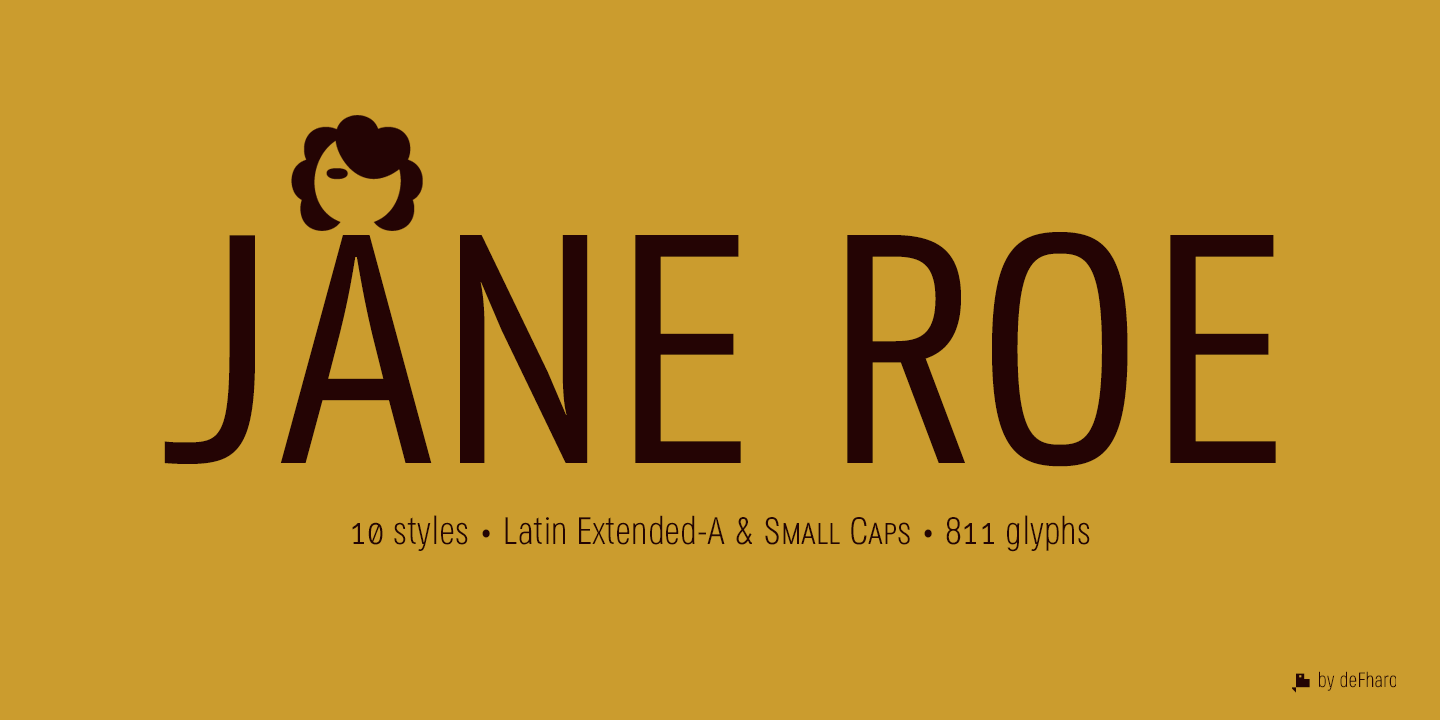 JANE ROE
10 styles • Latin Extended-A & Small Caps • 811 glyphs
by deFharo